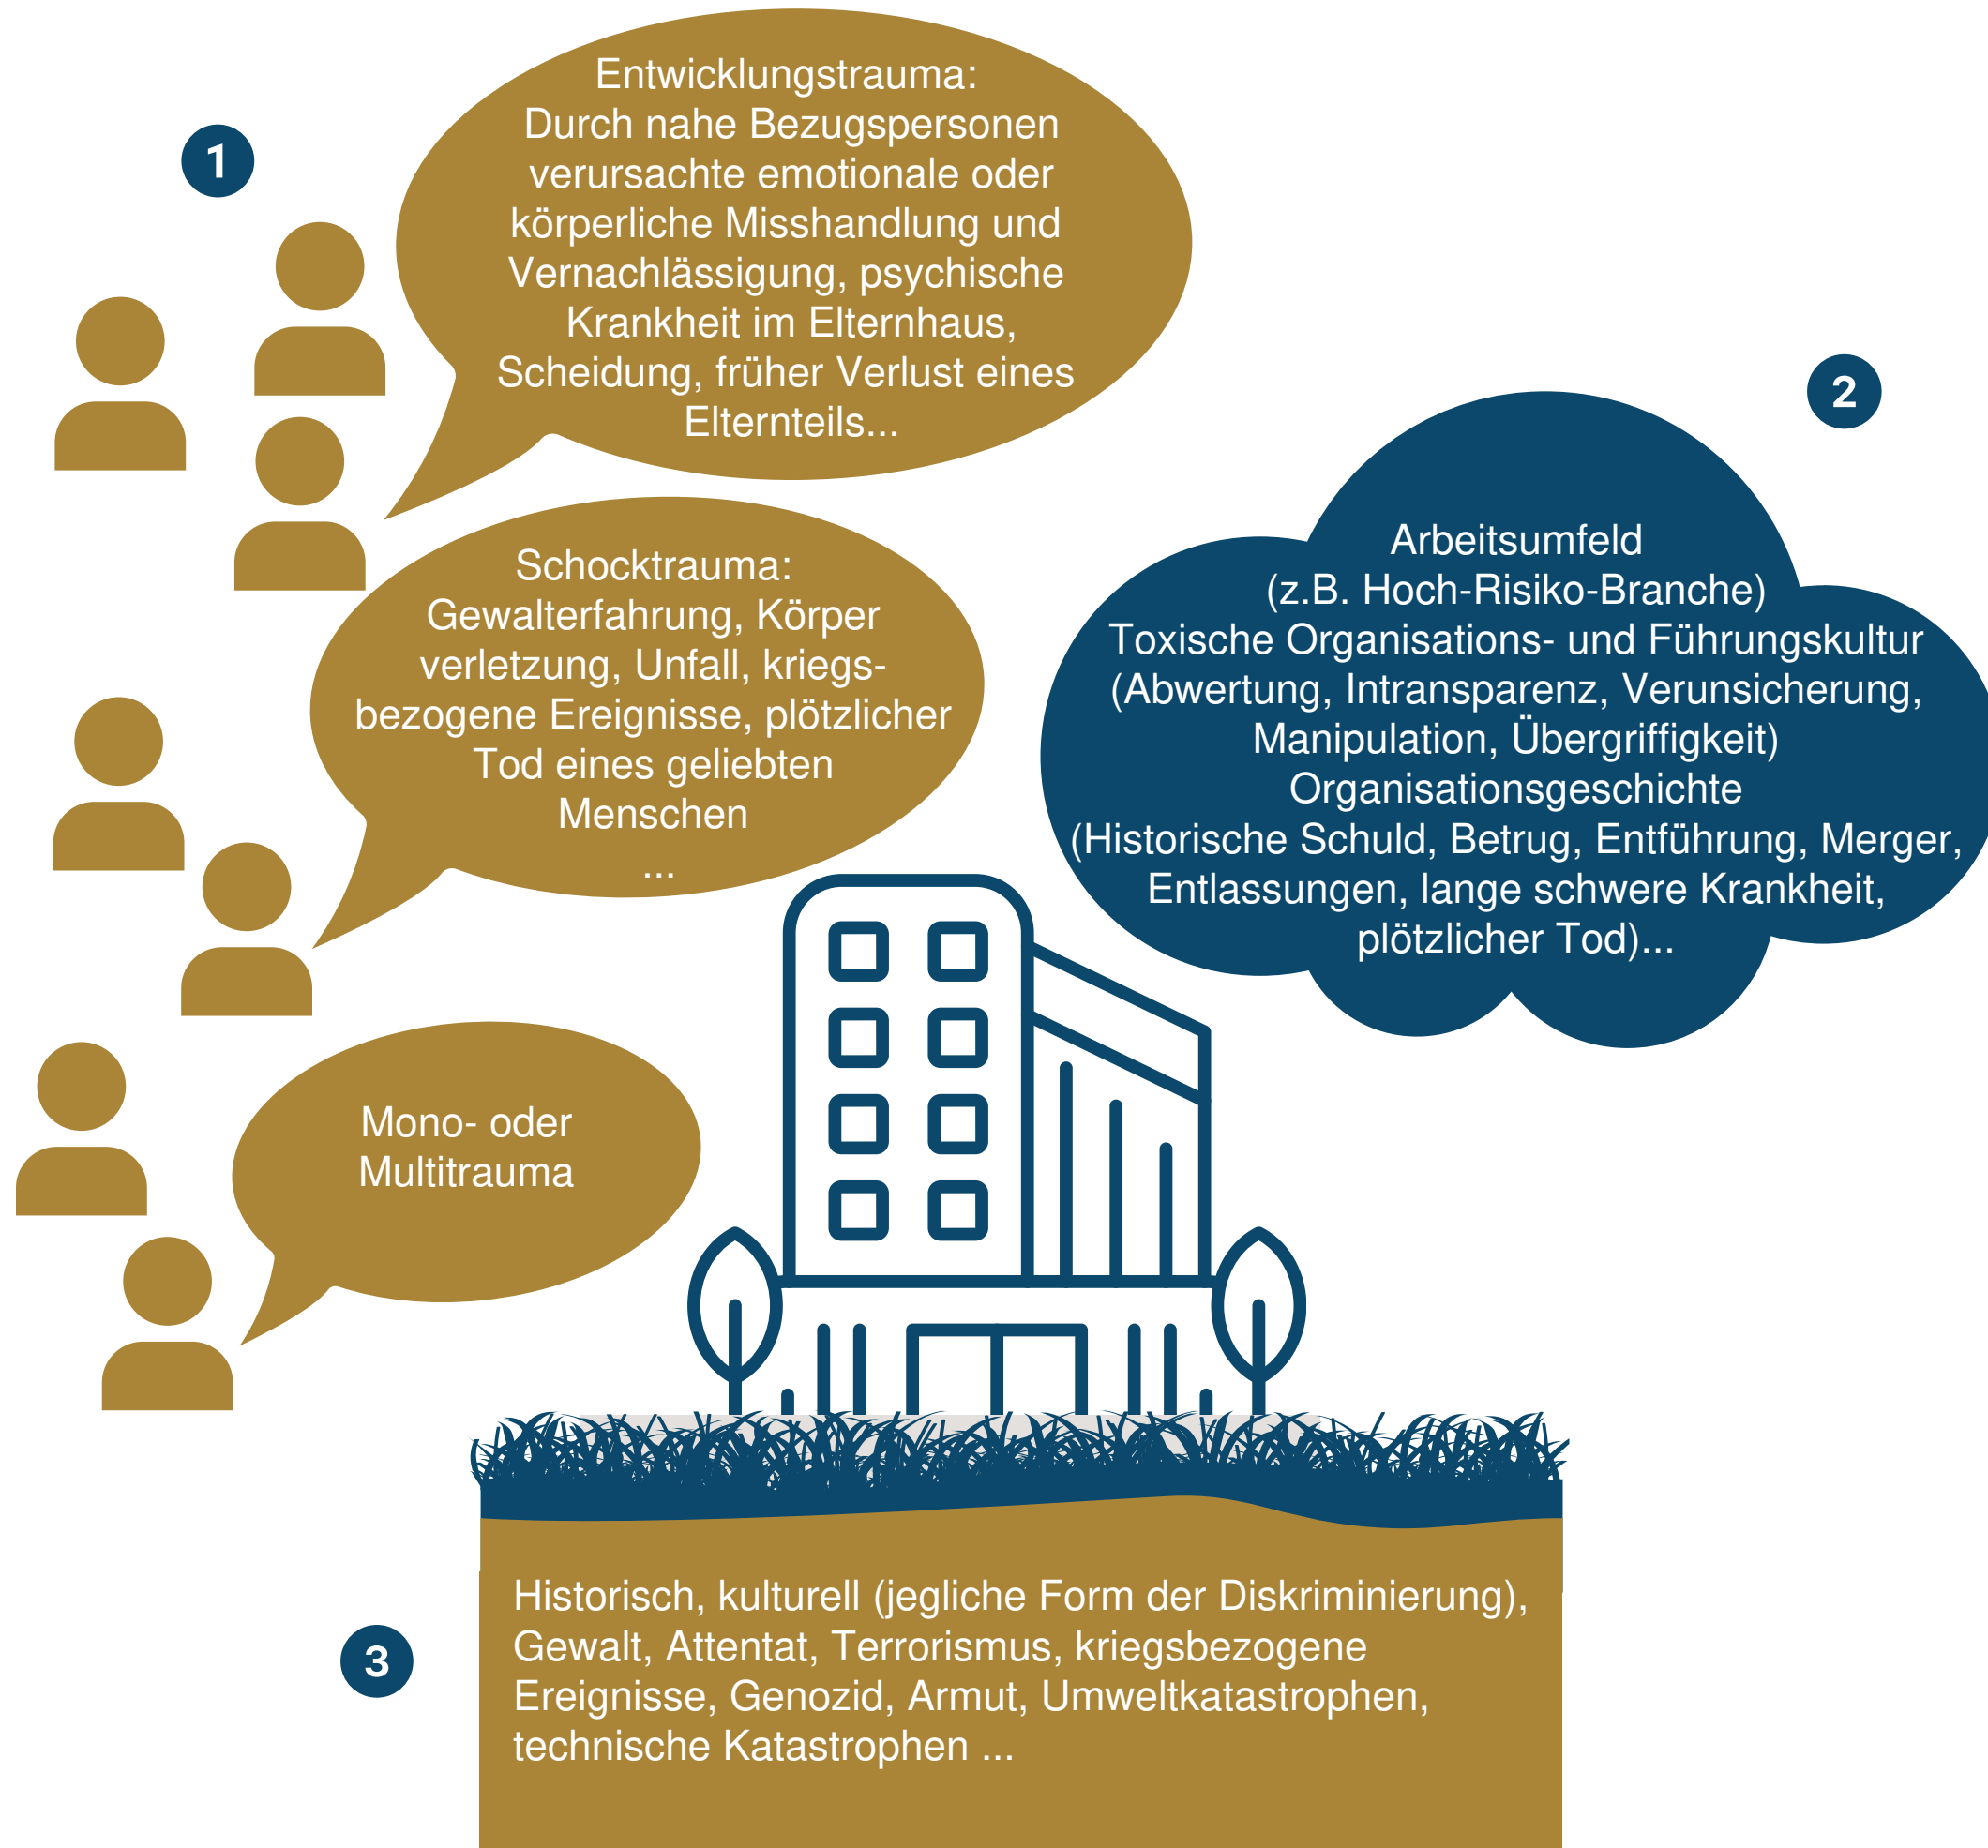 1
Entwicklungstrauma:
Durch nahe Bezugspersonen
verursachte emotionale oder
körperliche Misshandlung und
Vernachlässigung, psychische
Krankheit im Elternhaus,
Scheidung, früher Verlust eines
Elternteils...
Schocktrauma:
Gewalterfahrung, Körper
verletzung, Unfall, kriegs-
bezogene Ereignisse, plötzlicher
Tod eines geliebten
Menschen
...
Mono- oder
Multitrauma
2
Arbeitsumfeld
(z.B. Hoch-Risiko-Branche)
Toxische Organisations- und Führungskultur
(Abwertung, Intransparenz, Verunsicherung,
Manipulation, Übergriffigkeit)
Organisationsgeschichte
(Historische Schuld, Betrug, Entführung, Merger,
Entlassungen, lange schwere Krankheit,
plötzlicher Tod)...
3
Historisch, kulturell (jegliche Form der Diskriminierung),
Gewalt, Attentat, Terrorismus, kriegsbezogene
Ereignisse, Genozid, Armut, Umweltkatastrophen,
technische Katastrophen ...